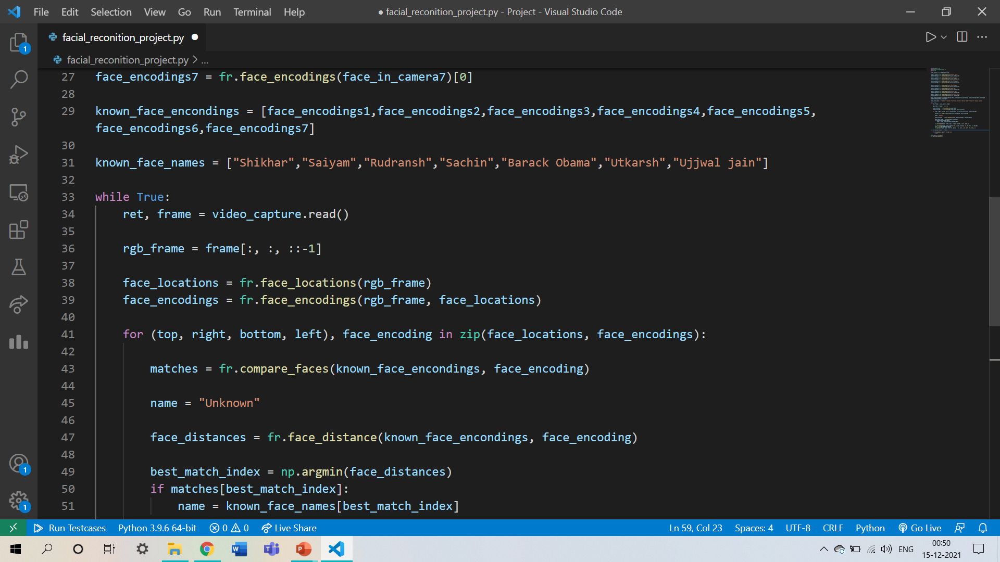 File Edit Selection View Go Run Terminal Help
● facial_reconition_project.py - Project - Visual Studio Code
facial_reconition_project.py ●
facial_reconition_project.py > ...
27 face_encodings7 = fr.face_encodings(face_in_camera7)[0]
28
29 known_face_encondings = [face_encodings1,face_encodings2,face_encodings3,face_encodings4,face_encodings5,
face_encodings6,face_encodings7]
30
31 known_face_names = ["Shikhar","Saiyam","Rudransh","Sachin","Barack Obama","Utkarsh","Ujjwal jain"]
32
33 while True:
34     ret, frame = video_capture.read()
35
36     rgb_frame = frame[:, :, ::-1]
37
38     face_locations = fr.face_locations(rgb_frame)
39     face_encodings = fr.face_encodings(rgb_frame, face_locations)
40
41     for (top, right, bottom, left), face_encoding in zip(face_locations, face_encodings):
42
43         matches = fr.compare_faces(known_face_encondings, face_encoding)
44
45         name = "Unknown"
46
47         face_distances = fr.face_distance(known_face_encondings, face_encoding)
48
49         best_match_index = np.argmin(face_distances)
50         if matches[best_match_index]:
51             name = known_face_names[best_match_index]
1
1
1
Run Testcases Python 3.9.6 64-bit 0 0 Live Share Ln 59, Col 23 Spaces: 4 UTF-8 CRLF Python Go Live
ENG 00:50
15-12-2021